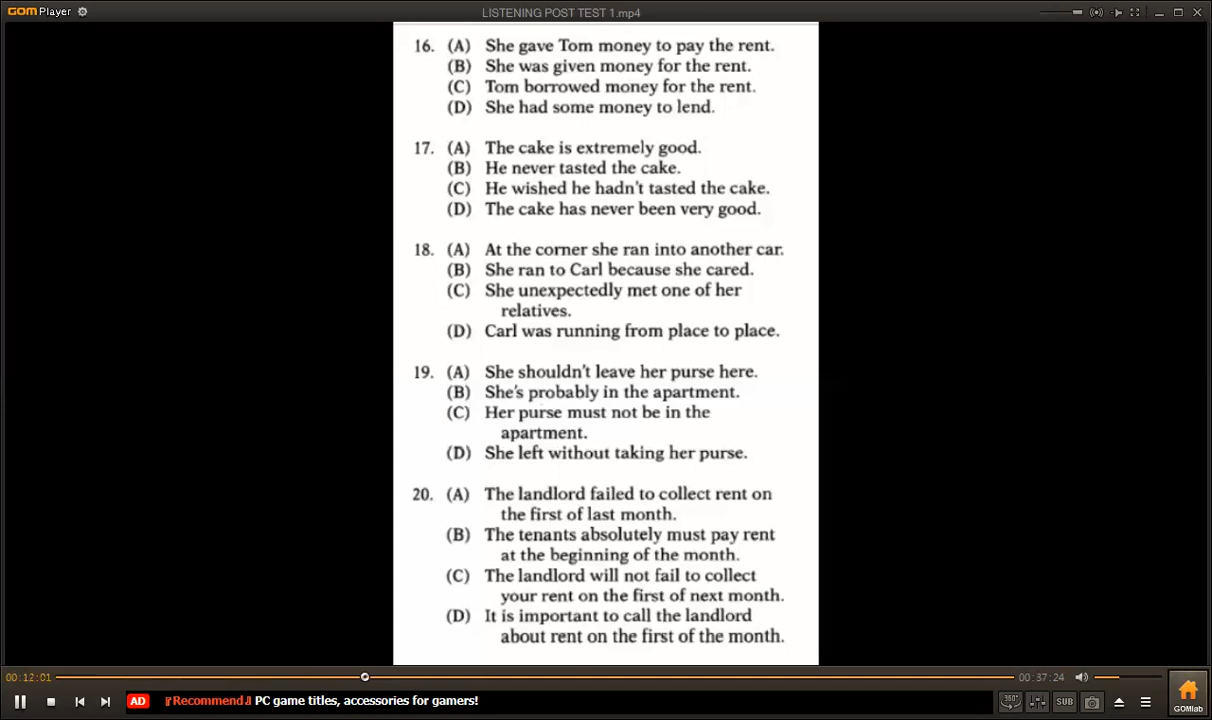 GOM Player
LISTENING POST TEST 1.mp4
16. (A) She gave Tom money to pay the rent.
(B) She was given money for the rent.
(C) Tom borrowed money for the rent.
(D) She had some money to lend.
17. (A) The cake is extremely good.
(B) He never tasted the cake.
(C) He wished he hadn't tasted the cake.
(D) The cake has never been very good.
18. (A) At the corner she ran into another car.
(B) She ran to Carl because she cared.
(C) She unexpectedly met one of her
relatives.
(D) Carl was running from place to place.
19. (A) She shouldn't leave her purse here.
(B) She's probably in the apartment.
(C) Her purse must not be in the
apartment.
(D) She left without taking her purse.
20. (A) The landlord failed to collect rent on
the first of last month.
(B) The tenants absolutely must pay rent
at the beginning of the month.
(C) The landlord will not fail to collect
your rent on the first of next month.
(D) It is important to call the landlord
about rent on the first of the month.
00:12:01
00:37:24
AD 『Recommend』 PC game titles, accessories for gamers!
360°
SUB
GOMlab